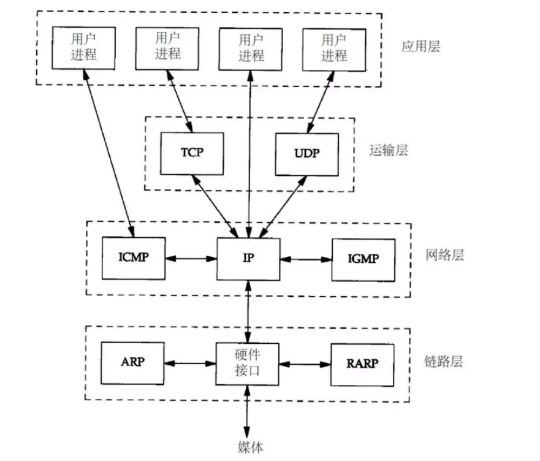 用户 用户 用户 用户
进程 进程 进程 进程
应用层
TCP UDP 运输层
ICMP IP IGMP 网络层
ARP 硬件 RARP 链路层
接口
媒体